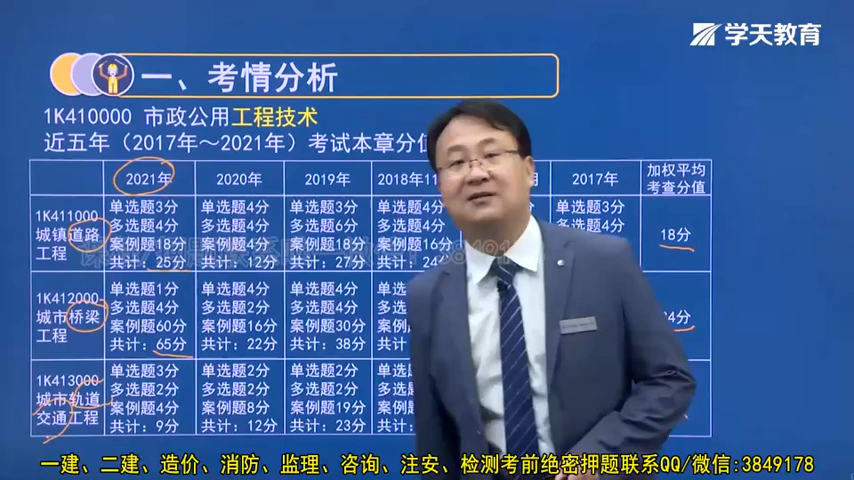 学天教育
一、考情分析
1K410000 市政公用工程技术
近五年（2017年～2021年）考试本章分值
2021年 2020年 2019年 2018年11 月 2017年 加权平均
考查分值
1K411000
城镇道路
工程
单选题3分
多选题4分
案例题18分
共计：25分
单选题4分
多选题4分
案例题4分
共计：12分
单选题3分
多选题6分
案例题18分
共计：27分
单选题4分
多选题4分
案例题16分
共计：24
单选题3分
多选题4分
18分
1K412000
城市桥梁
工程
单选题1分
多选题4分
案例题60分
共计：65分
单选题4分
多选题2分
案例题16分
共计：22分
单选题4分
多选题4分
案例题30分
共计：38分
4分
1K413000
城市轨道
交通工程
单选题3分
多选题2分
案例题4分
共计：9分
单选题2分
多选题2分
案例题8分
共计：12分
单选题2分
多选题2分
案例题19分
共计：23分
一建、二建、造价、消防、监理、咨询、注安、检测考前绝密押题联系QQ/微信:3849178